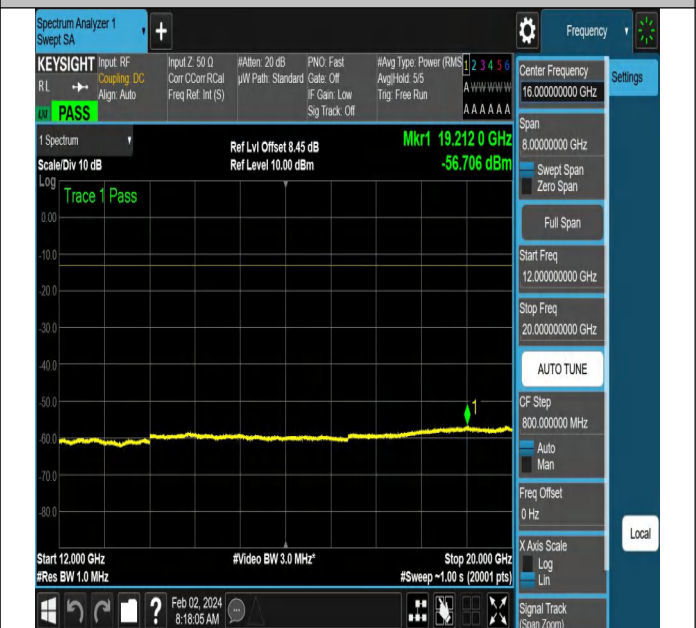 Spectrum Analyzer 1
Swept SA
+
Frequency
KEYSIGHT
RL
PASS
Input: RF
Coupling: DC
Align: Auto
Input Z: 50 Ω
Corr CCorr RCal
Freq Ref: Int (S)
#Atten: 20 dB
µW Path: Standard
PNO: Fast
Gate: Off
IF Gain: Low
Sig Track: Off
#Avg Type: Power (RMS
Avg|Hold: 5/5
Trig: Free Run
1 2 3 4 5 6
A W W W W W
A A A A A A
1 Spectrum
Scale/Div 10 dB
Log
Ref Lvl Offset 8.45 dB
Ref Level 10.00 dBm
Mkr1 19.212 0 GHz
-56.706 dBm
Trace 1 Pass
0.00
-10.0
-20.0
-30.0
-40.0
-50.0
-60.0
-70.0
-80.0
1
Start 12.000 GHz
#Res BW 1.0 MHz
#Video BW 3.0 MHz*
Stop 20.000 GHz
#Sweep ~1.00 s (20001 pts)
?
Feb 02, 2024
8:18:05 AM
Center Frequency
16.000000000 GHz
Settings
Span
8.00000000 GHz
Swept Span
Zero Span
Full Span
Start Freq
12.000000000 GHz
Stop Freq
20.000000000 GHz
AUTO TUNE
CF Step
800.000000 MHz
Auto
Man
Freq Offset
0 Hz
X Axis Scale
Log
Lin
Local
Signal Track
(Span Zoom)